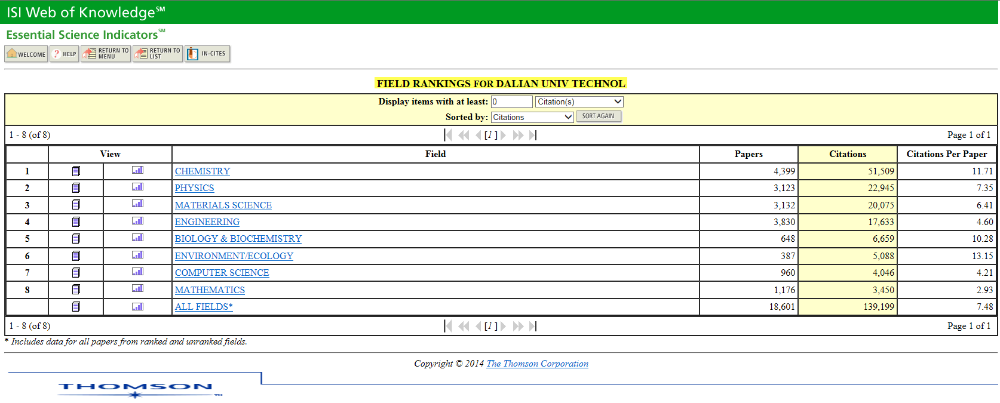 ISI Web of Knowledge℠
Essential Science Indicators℠
WELCOME ? HELP RETURN TO MENU RETURN TO LIST IN-CITES
FIELD RANKINGS FOR DALIAN UNIV TECHNOL
Display items with at least: 0 Citation(s)
Sorted by: Citations SORT AGAIN
1 - 8 (of 8) [1] Page 1 of 1
View Field Papers Citations Citations Per Paper
1 CHEMISTRY 4,399 51,509 11.71
2 PHYSICS 3,123 22,945 7.35
3 MATERIALS SCIENCE 3,132 20,075 6.41
4 ENGINEERING 3,830 17,633 4.60
5 BIOLOGY & BIOCHEMISTRY 648 6,659 10.28
6 ENVIRONMENT/ECOLOGY 387 5,088 13.15
7 COMPUTER SCIENCE 960 4,046 4.21
8 MATHEMATICS 1,176 3,450 2.93
ALL FIELDS* 18,601 139,199 7.48
1 - 8 (of 8) [1] Page 1 of 1
* Includes data for all papers from ranked and unranked fields.
Copyright © 2014 The Thomson Corporation
THOMSON™